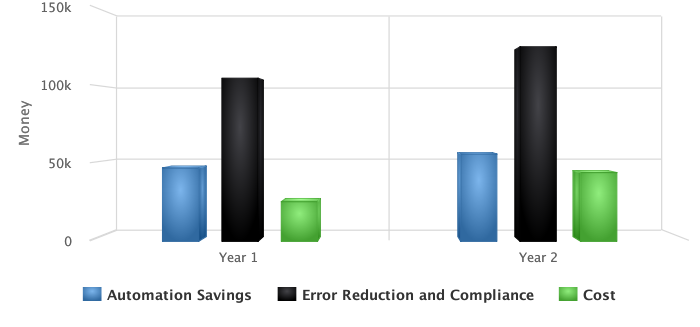 150k
100k
50k
0
Money
Year 1
Year 2
Automation Savings
Error Reduction and Compliance
Cost